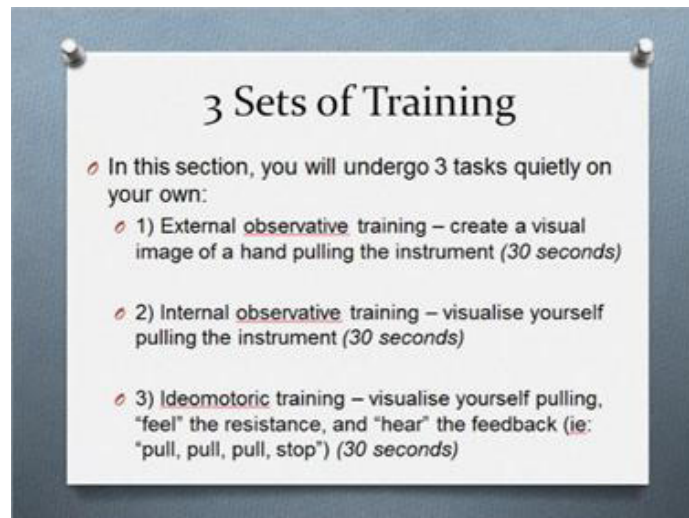 3 Sets of Training
In this section, you will undergo 3 tasks quietly on
your own:
1) External observative training – create a visual
image of a hand pulling the instrument (30 seconds)
2) Internal observative training – visualise yourself
pulling the instrument (30 seconds)
3) Ideomotoric training – visualise yourself pulling,
“feel” the resistance, and “hear” the feedback (ie:
“pull, pull, pull, stop”) (30 seconds)